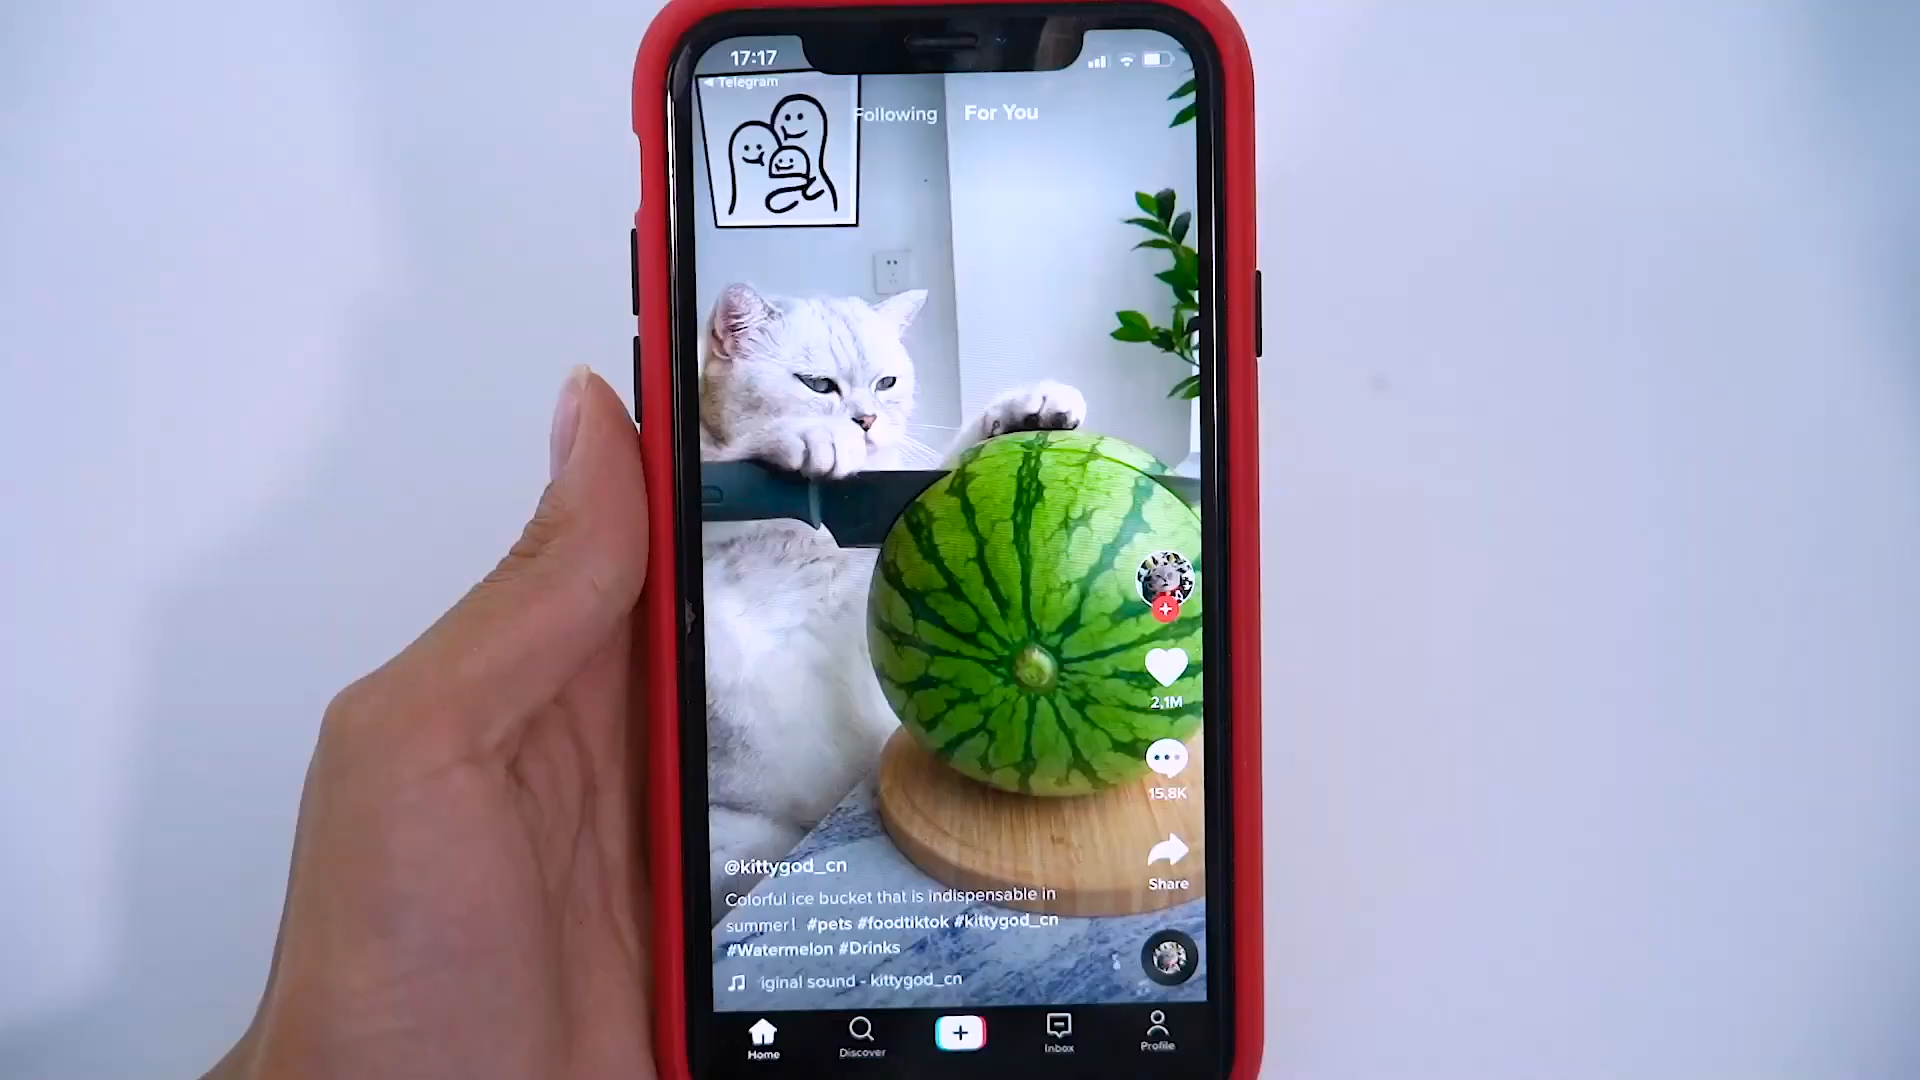 17:17
Telegram
Following For You
2,1M
15,8K
Share
@kittygod_cn
Colorful ice bucket that is indispensable in
summer! #pets #foodtiktok #kittygod_cn
#Watermelon #Drinks
iginal sound - kittygod_cn
Home
Discover
Inbox
Profile